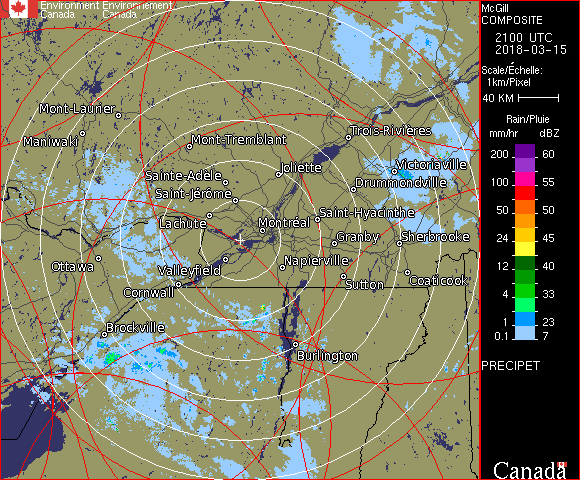 Environment Environnement
Canada Canada
McGill
COMPOSITE
2100 UTC
2018-03-15
Scale/Échelle:
1km/Pixel
40 KM
Rain/Pluie
mm/hr dBZ
200 60
100 55
50 50
24 45
12 40
4 33
1 23
0.1 7
PRECIPET
Canada
Mont-Laurier
Maniwaki
Mont-Tremblant
Trois-Rivières
Sainte-Adèle
Joliette
Victoriaville
Saint-Jérôme
Drummondville
Lachute
Montréal
Saint-Hyacinthe
Granby
Sherbrooke
Ottawa
Valleyfield
Napierville
Cornwall
Sutton
Coaticook
Brockville
Burlington